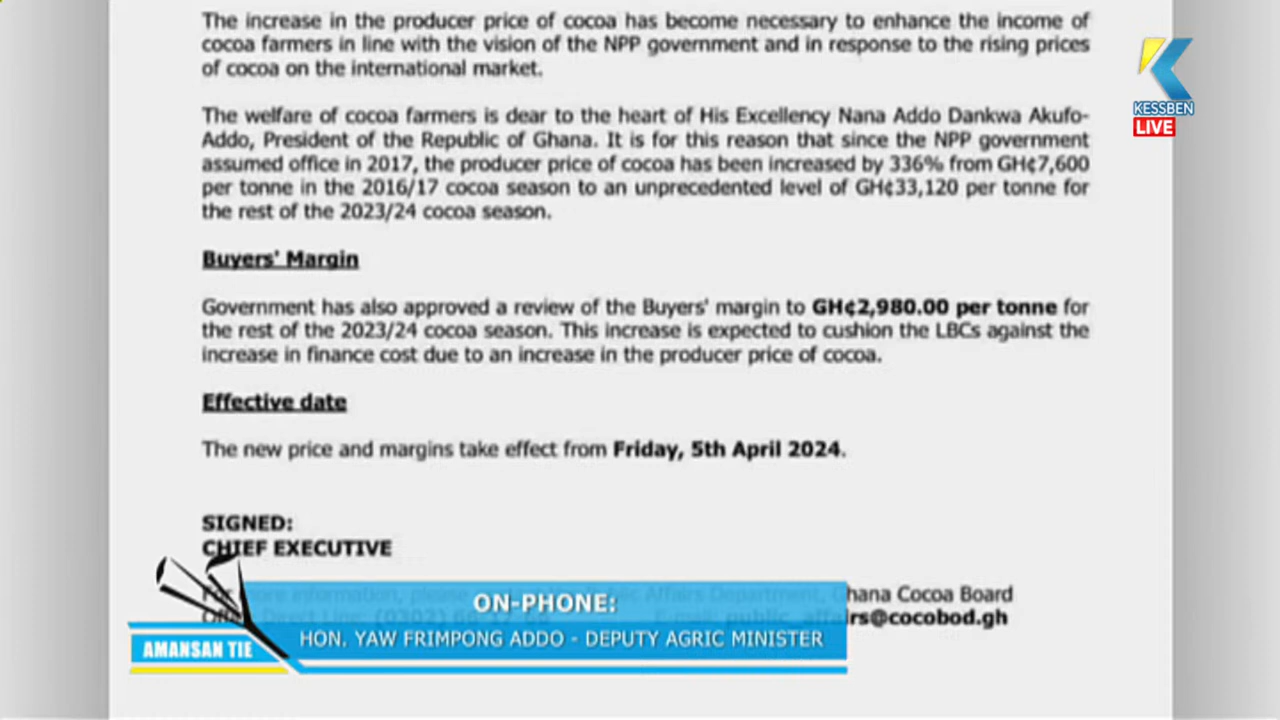 The increase in the producer price of cocoa has become necessary to enhance the income of
cocoa farmers in line with the vision of the NPP government and in response to the rising prices
of cocoa on the international market.
The welfare of cocoa farmers is dear to the heart of His Excellency Nana Addo Dankwa Akufo-
Addo, President of the Republic of Ghana. It is for this reason that since the NPP government
assumed office in 2017, the producer price of cocoa has been increased by 336% from GH¢7,600
per tonne in the 2016/17 cocoa season to an unprecedented level of GH¢33,120 per tonne for
the rest of the 2023/24 cocoa season.
Buyers' Margin
Government has also approved a review of the Buyers' margin to GH¢2,980.00 per tonne for
the rest of the 2023/24 cocoa season. This increase is expected to cushion the LBCs against the
increase in finance cost due to an increase in the producer price of cocoa.
Effective date
The new price and margins take effect from Friday, 5th April 2024.
SIGNED:
CHIEF EXECUTIVE
more information, please Affairs Department, Ghana Cocoa Board
Direct Line: (0302) public_affairs@cocobod.gh
ON-PHONE:
HON. YAW FRIMPONG ADDO - DEPUTY AGRIC MINISTER
AMANSAN TIE
KESSBEN
LIVE